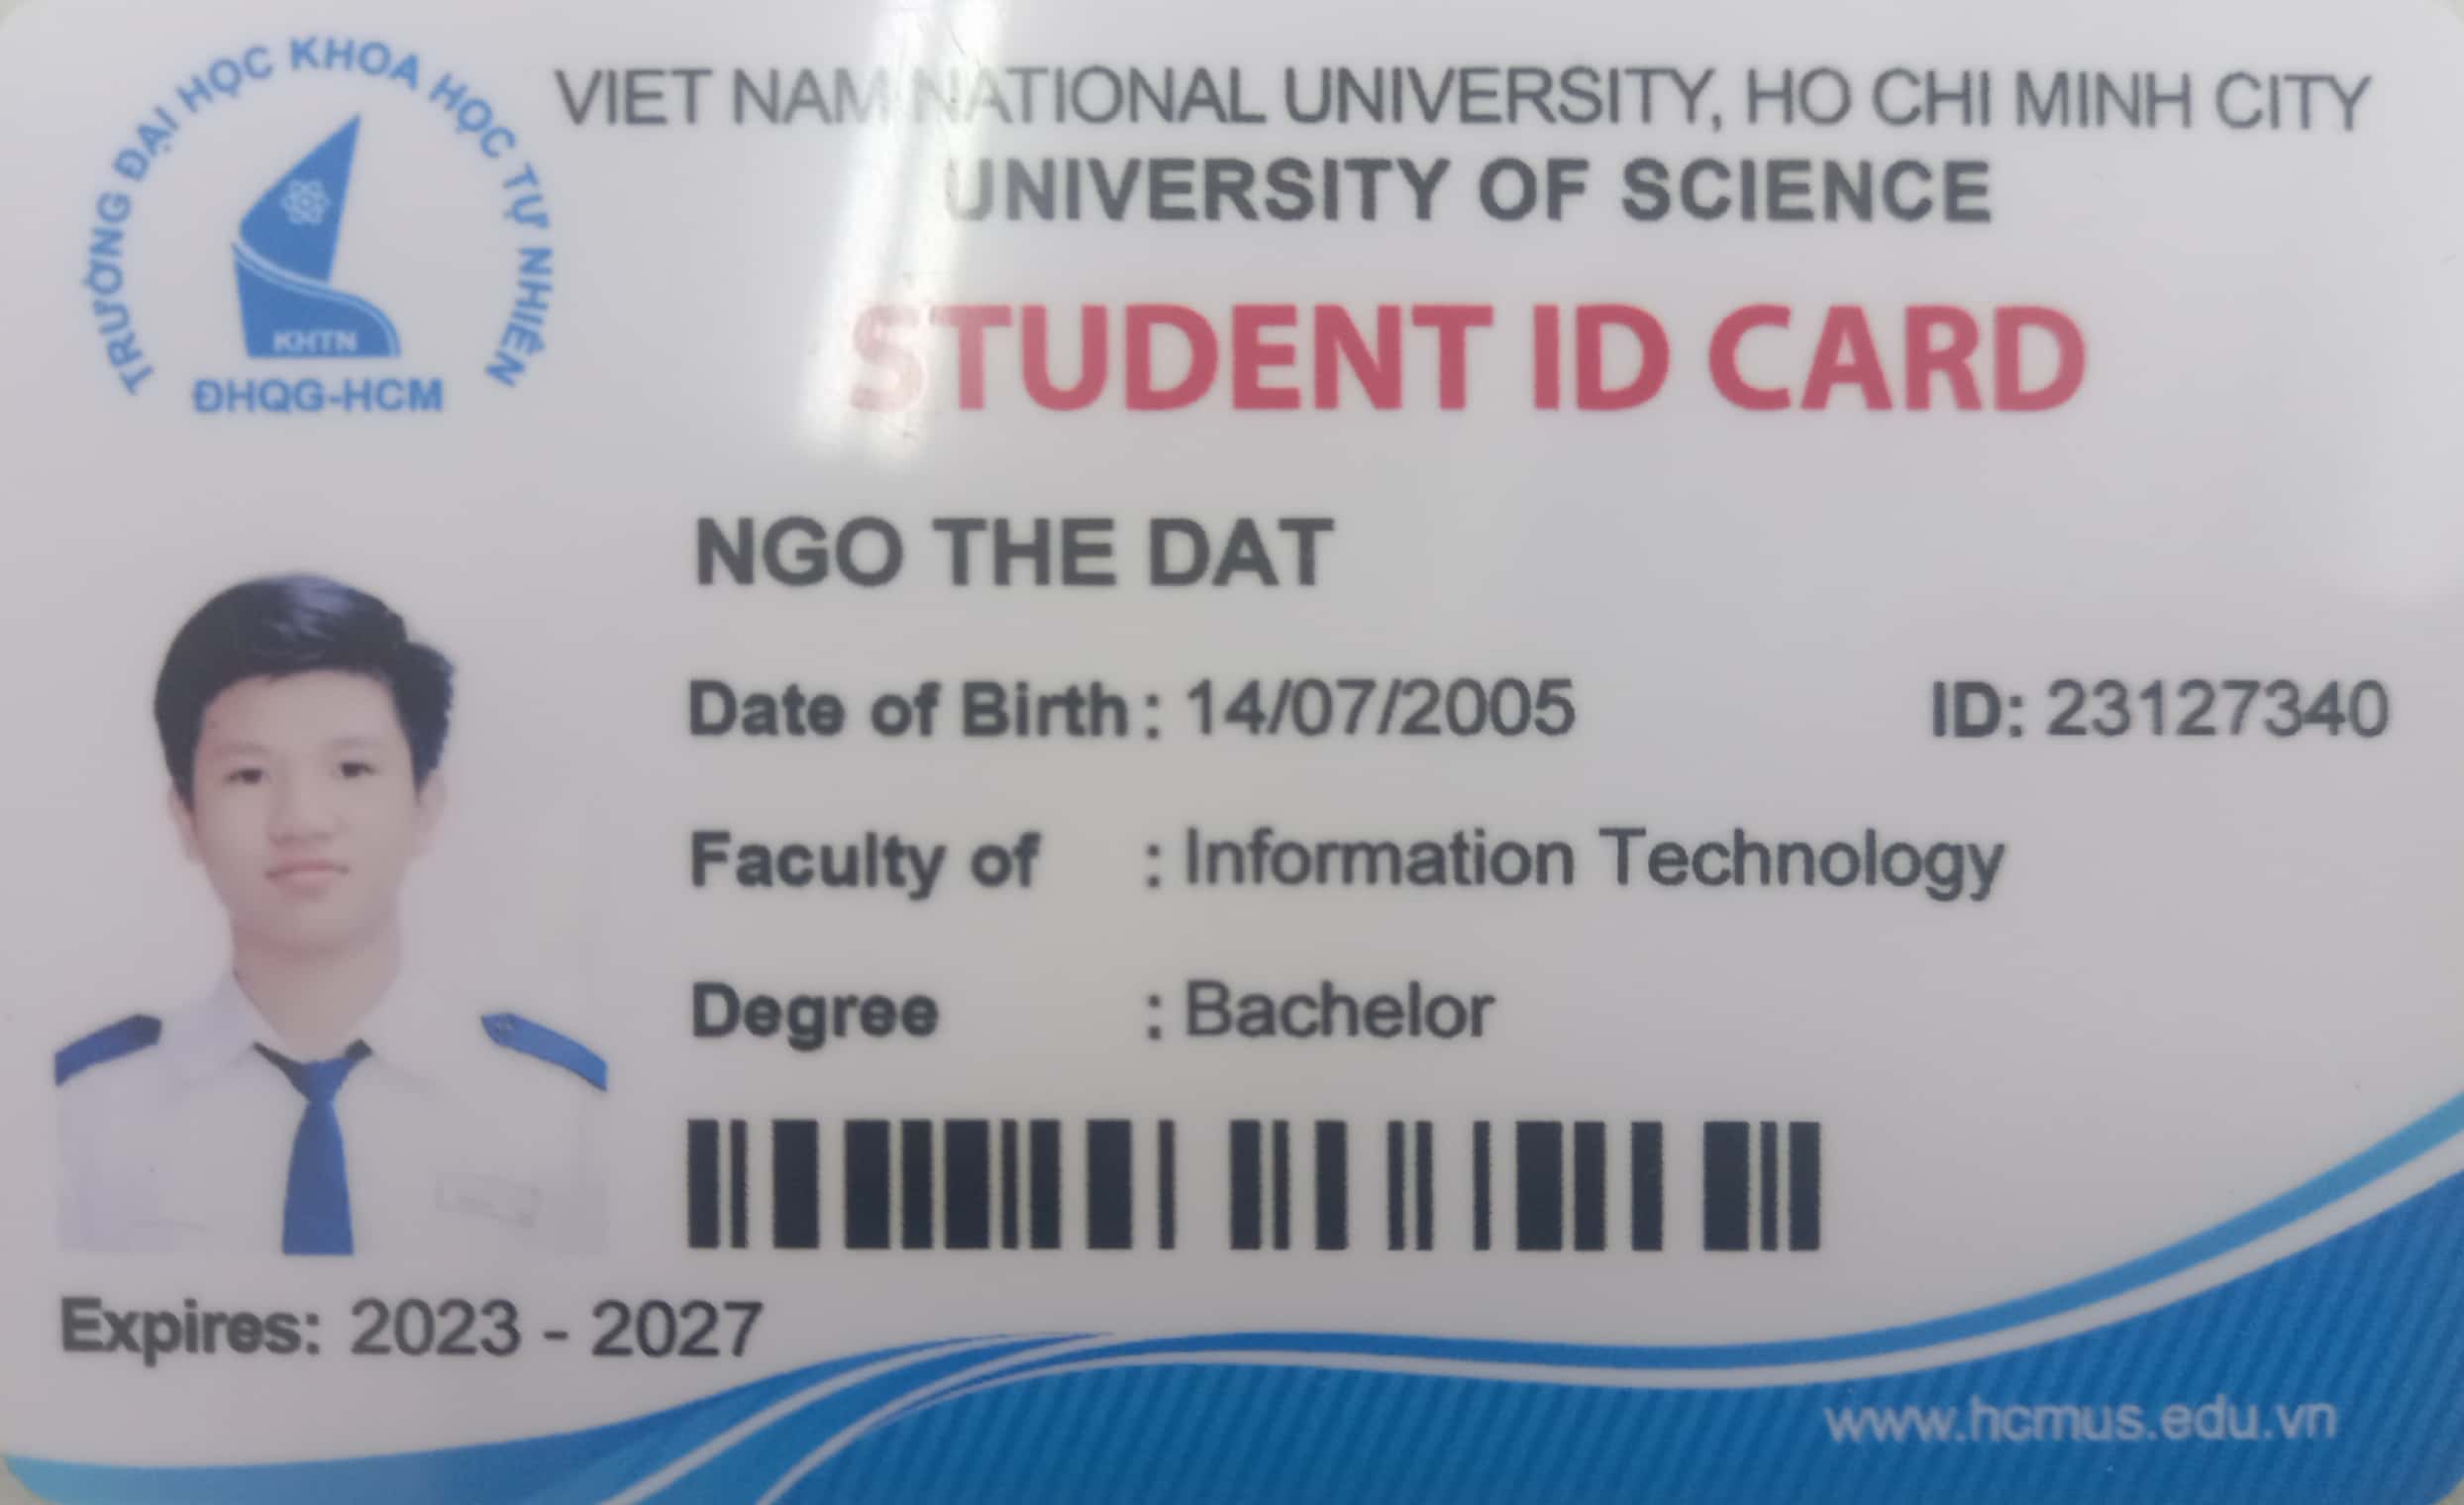 TRƯỜNG ĐẠI HỌC KHOA HỌC TỰ NHIÊN
KHTN
ĐHQG-HCM
VIET NAM NATIONAL UNIVERSITY, HO CHI MINH CITY
UNIVERSITY OF SCIENCE
STUDENT ID CARD
NGO THE DAT
Date of Birth : 14/07/2005 ID: 23127340
Faculty of : Information Technology
Degree : Bachelor
Expires: 2023 - 2027
www.hcmus.edu.vn